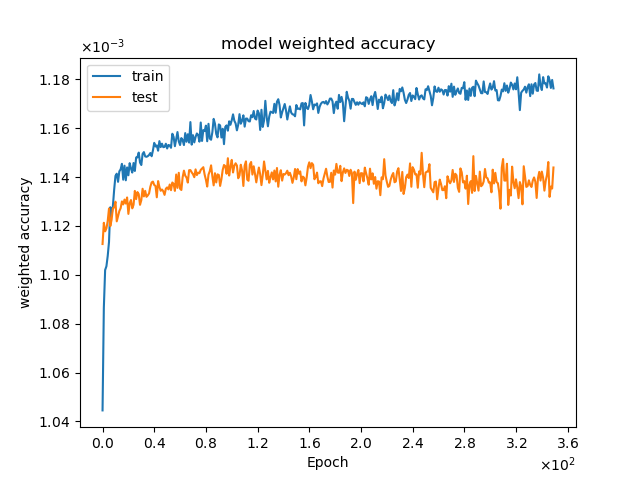 model weighted accuracy
×10⁻³
train
test
1.18
1.16
1.14
1.12
1.10
1.08
1.06
1.04
weighted accuracy
0.0 0.4 0.8 1.2 1.6 2.0 2.4 2.8 3.2 3.6
Epoch
×10²